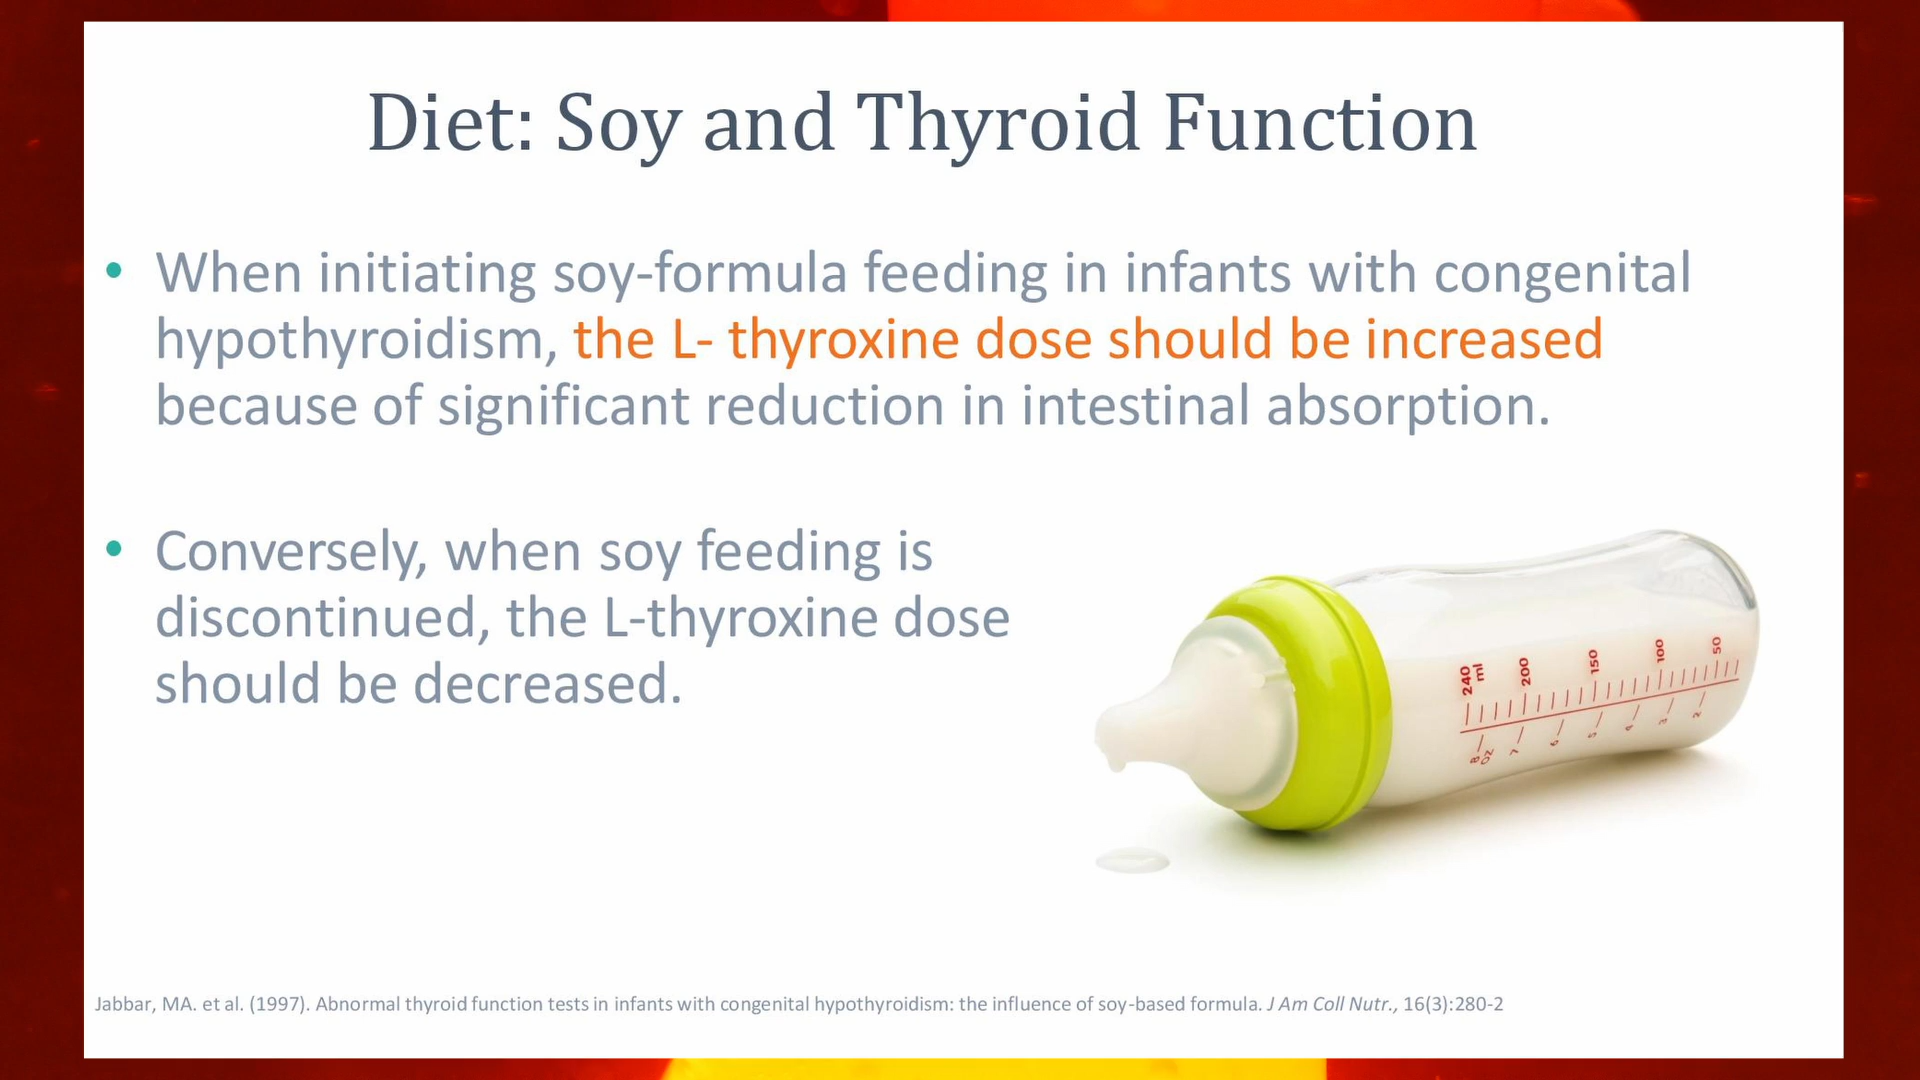 Diet: Soy and Thyroid Function
• When initiating soy-formula feeding in infants with congenital
hypothyroidism, the L- thyroxine dose should be increased
because of significant reduction in intestinal absorption.
• Conversely, when soy feeding is
discontinued, the L-thyroxine dose
should be decreased.
240 ml 200 150 100 50
8 oz 7 6 5 4 3 2
Jabbar, MA. et al. (1997). Abnormal thyroid function tests in infants with congenital hypothyroidism: the influence of soy-based formula. J Am Coll Nutr., 16(3):280-2